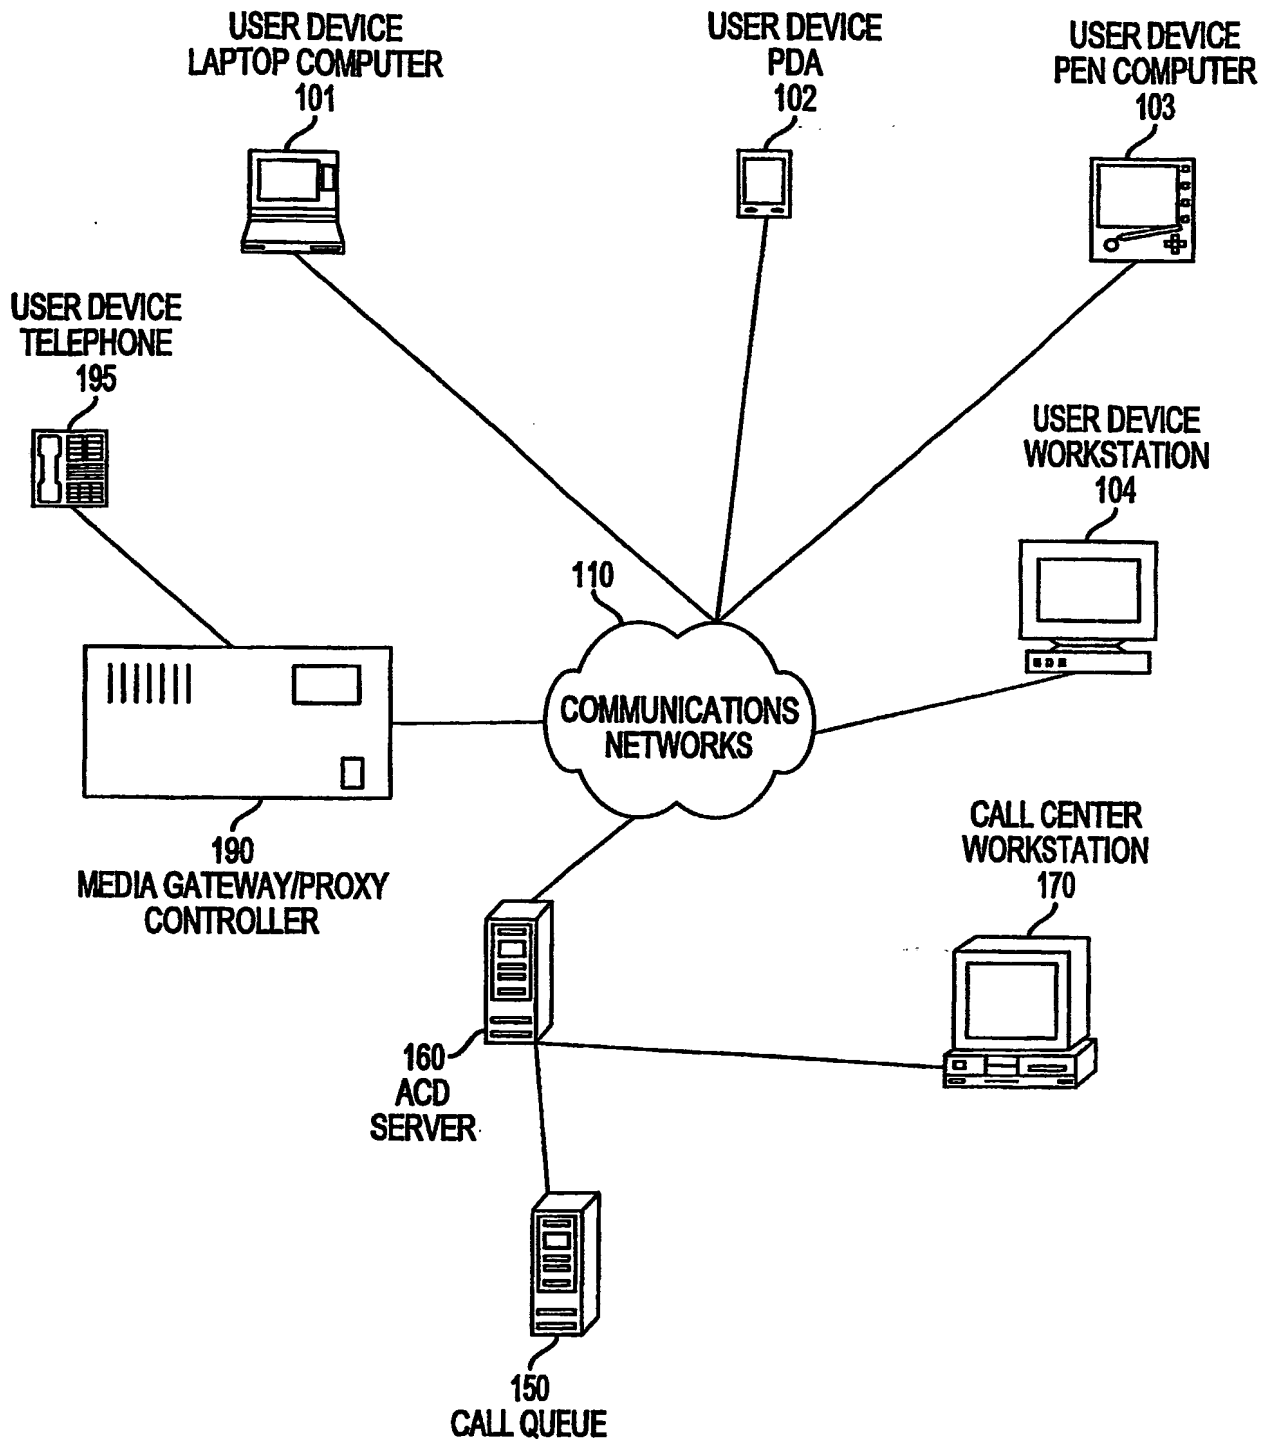 USER DEVICE
LAPTOP COMPUTER
101
USER DEVICE
PDA
102
USER DEVICE
PEN COMPUTER
103
USER DEVICE
TELEPHONE
195
USER DEVICE
WORKSTATION
104
110
COMMUNICATIONS
NETWORKS
190
MEDIA GATEWAY/PROXY
CONTROLLER
CALL CENTER
WORKSTATION
170
160
ACD
SERVER
150
CALL QUEUE